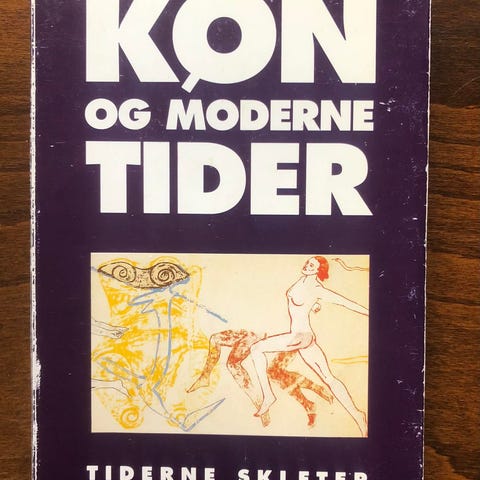 KØN
OG MODERNE
TIDER
TIDERNE SKIFTER